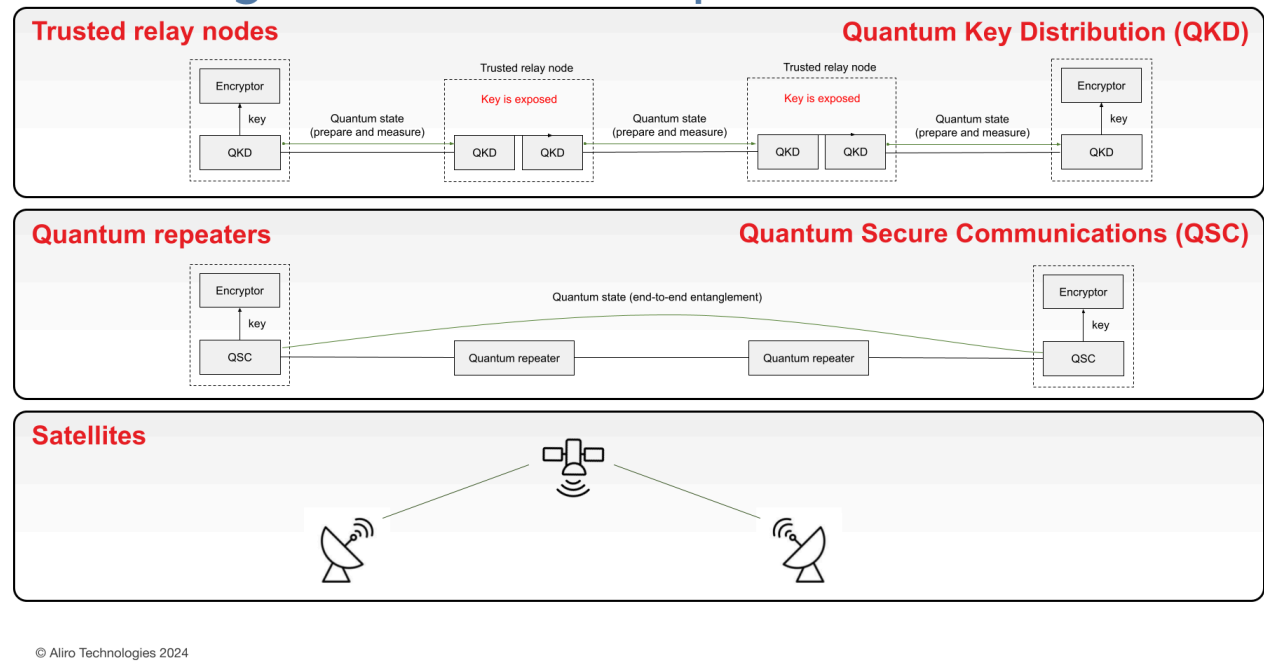 Trusted relay nodes
Quantum Key Distribution (QKD)
Trusted relay node
Trusted relay node
Encryptor
Key is exposed
Key is exposed
Encryptor
key
Quantum state
(prepare and measure)
Quantum state
(prepare and measure)
Quantum state
(prepare and measure)
key
QKD
QKD
QKD
QKD
QKD
QKD
Quantum repeaters
Quantum Secure Communications (QSC)
Encryptor
Quantum state (end-to-end entanglement)
Encryptor
key
key
QSC
Quantum repeater
Quantum repeater
QSC
Satellites
© Aliro Technologies 2024